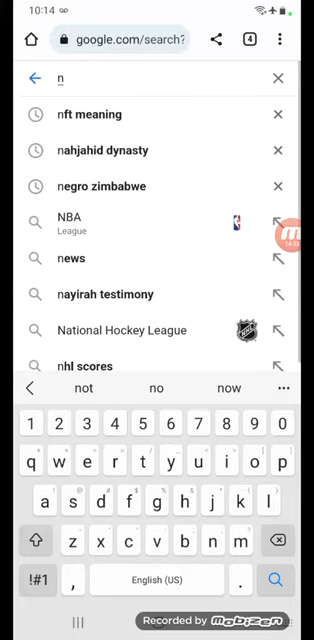 10:14
google.com/search?
4
n
nft meaning
nahjahid dynasty
negro zimbabwe
NBA
League
news
nayirah testimony
National Hockey League
nhl scores
not no now
1 2 3 4 5 6 7 8 9 0
q w e r t y u i o p
a s d f g h j k l
z x c v b n m
!#1 , English (US) .
Recorded by mobizen